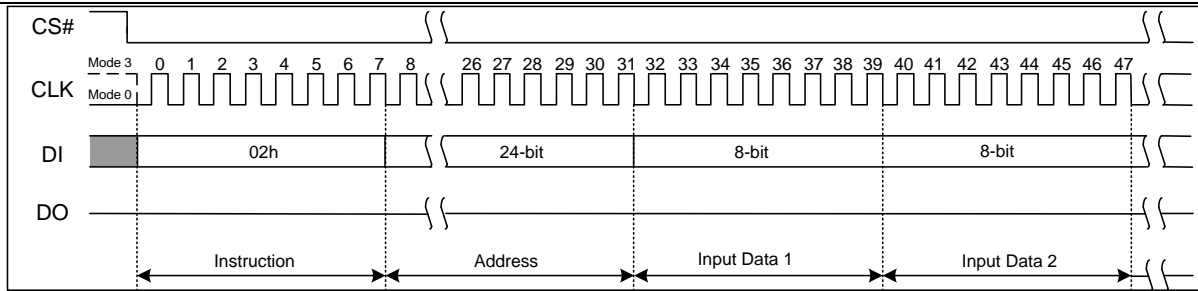 CS#
Mode 3 0 1 2 3 4 5 6 7 8 26 27 28 29 30 31 32 33 34 35 36 37 38 39 40 41 42 43 44 45 46 47
CLK
Mode 0
DI 02h 24-bit 8-bit 8-bit
DO
Instruction Address Input Data 1 Input Data 2